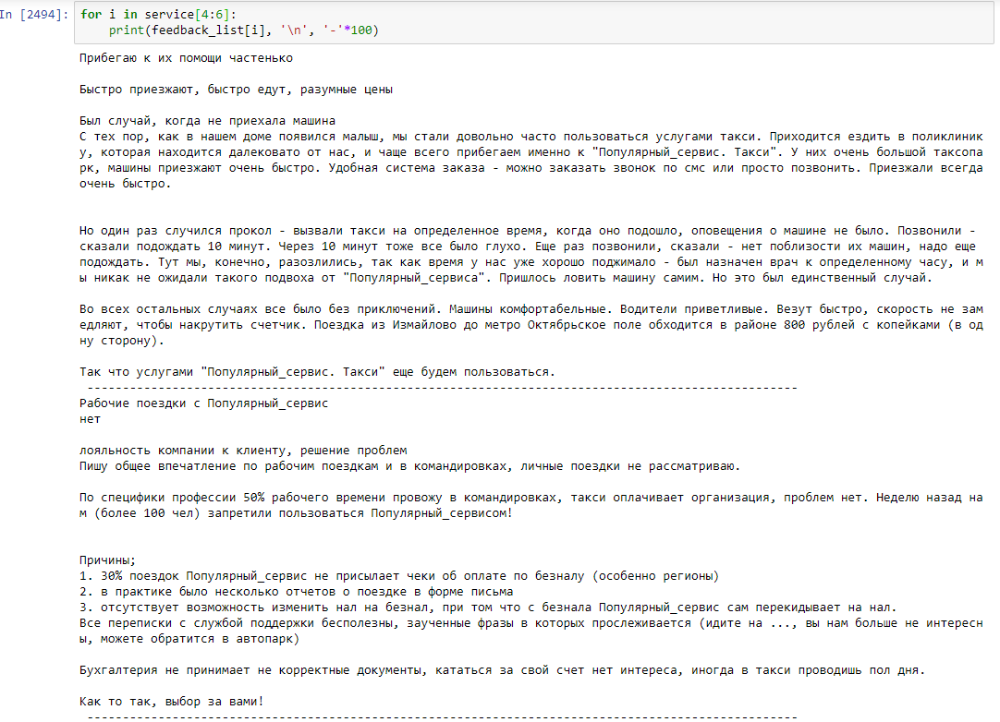 In [2494]: for i in service[4:6]:
print(feedback_list[i], '\n', '-'*100)
Прибегаю к их помощи частенько
Быстро приезжают, быстро едут, разумные цены
Был случай, когда не приехала машина
С тех пор, как в нашем доме появился малыш, мы стали довольно часто пользоваться услугами такси. Приходится ездить в поликлиник
у, которая находится далековато от нас, и чаще всего прибегаем именно к "Популярный_сервис. Такси". У них очень большой таксопа
рк, машины приезжают очень быстро. Удобная система заказа - можно заказать звонок по смс или просто позвонить. Приезжали всегда
очень быстро.
Но один раз случился прокол - вызвали такси на определенное время, когда оно подошло, оповещения о машине не было. Позвонили -
сказали подождать 10 минут. Через 10 минут тоже все было глухо. Еще раз позвонили, сказали - нет поблизости их машин, надо еще
подождать. Тут мы, конечно, разозлились, так как время у нас уже хорошо поджимало - был назначен врач к определенному часу, и м
ы никак не ожидали такого подвоха от "Популярный_сервиса". Пришлось ловить машину самим. Но это был единственный случай.
Во всех остальных случаях все было без приключений. Машины комфортабельные. Водители приветливые. Везут быстро, скорость не зам
едляют, чтобы накрутить счетчик. Поездка из Измайлово до метро Октябрьское поле обходится в районе 800 рублей с копейками (в од
ну сторону).
Так что услугами "Популярный_сервис. Такси" еще будем пользоваться.
----------------------------------------------------------------------------------------------------
Рабочие поездки с Популярный_сервис
нет
лояльность компании к клиенту, решение проблем
Пишу общее впечатление по рабочим поездкам и в командировках, личные поездки не рассматриваю.
По специфики профессии 50% рабочего времени провожу в командировках, такси оплачивает организация, проблем нет. Неделю назад на
м (более 100 чел) запретили пользоваться Популярный_сервисом!
Причины;
1. 30% поездок Популярный_сервис не присылает чеки об оплате по безналу (особенно регионы)
2. в практике было несколько отчетов о поездке в форме письма
3. отсутствует возможность изменить нал на безнал, при том что с безнала Популярный_сервис сам перекидывает на нал.
Все переписки с службой поддержки бесполезны, заученные фразы в которых прослеживается (идите на ..., вы нам больше не интересн
ы, можете обратится в автопарк)
Бухгалтерия не принимает не корректные документы, кататься за свой счет нет интереса, иногда в такси проводишь пол дня.
Как то так, выбор за вами!
----------------------------------------------------------------------------------------------------